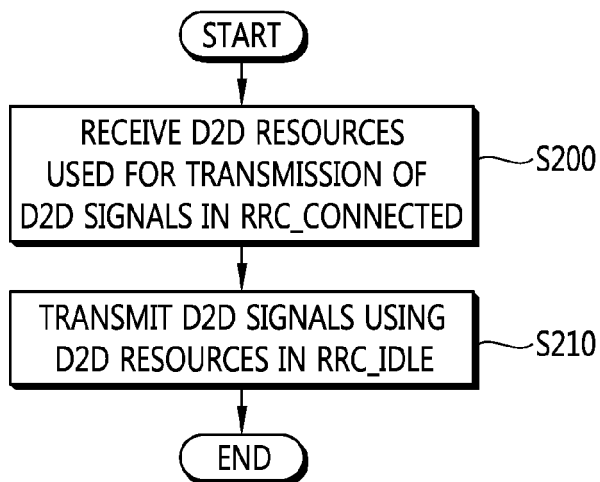 START
RECEIVE D2D RESOURCES
USED FOR TRANSMISSION OF
D2D SIGNALS IN RRC_CONNECTED
S200
TRANSMIT D2D SIGNALS USING
D2D RESOURCES IN RRC_IDLE
S210
END